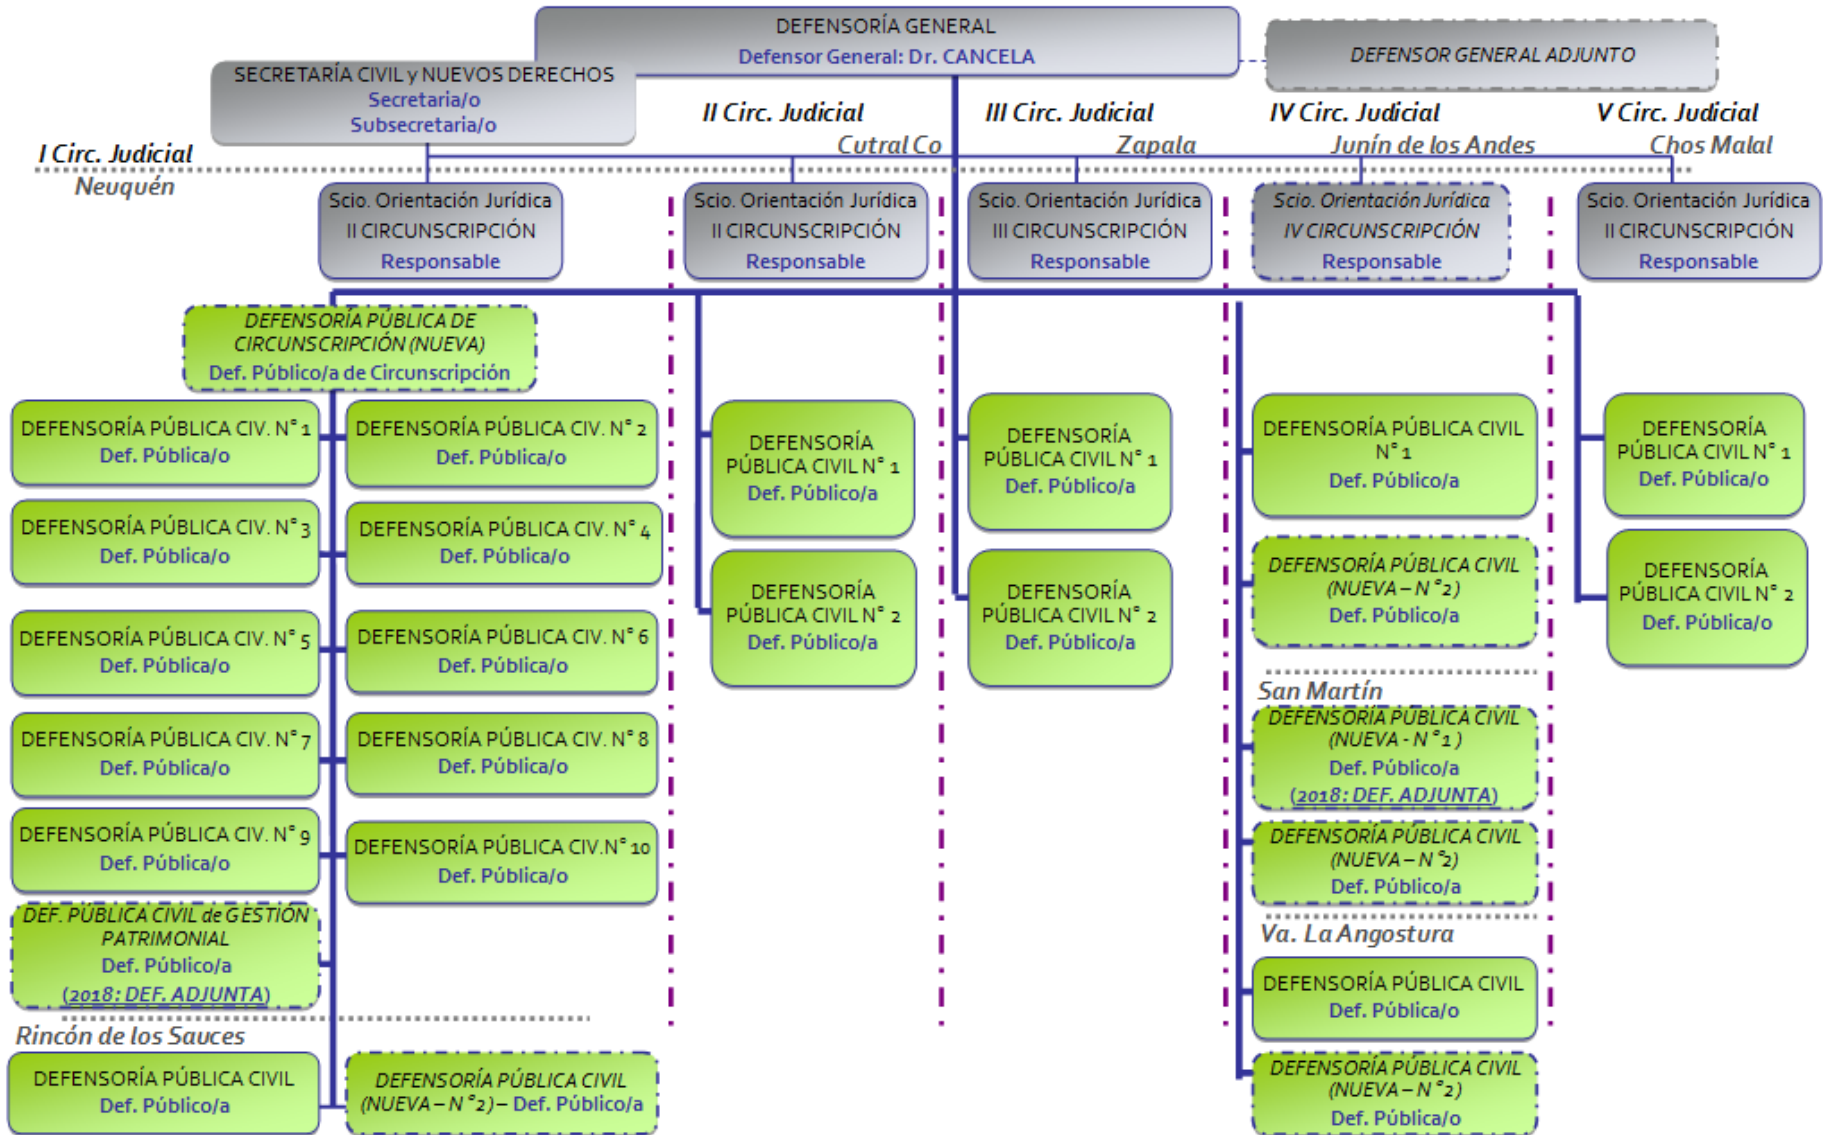 DEFENSORÍA GENERAL
Defensor General: Dr. CANCELA
DEFENSOR GENERAL ADJUNTO
SECRETARÍA CIVIL y NUEVOS DERECHOS
Secretaria/o
Subsecretaria/o
I Circ. Judicial
Neuquén
II Circ. Judicial
Cutral Co
III Circ. Judicial
Zapala
IV Circ. Judicial
Junín de los Andes
V Circ. Judicial
Chos Malal
Scio. Orientación Jurídica
II CIRCUNSCRIPCIÓN
Responsable
Scio. Orientación Jurídica
II CIRCUNSCRIPCIÓN
Responsable
Scio. Orientación Jurídica
III CIRCUNSCRIPCIÓN
Responsable
Scio. Orientación Jurídica
IV CIRCUNSCRIPCIÓN
Responsable
Scio. Orientación Jurídica
II CIRCUNSCRIPCIÓN
Responsable
DEFENSORÍA PÚBLICA DE
CIRCUNSCRIPCIÓN (NUEVA)
Def. Público/a de Circunscripción
DEFENSORÍA PÚBLICA CIV. N° 1
Def. Pública/o
DEFENSORÍA PÚBLICA CIV. N° 2
Def. Pública/o
DEFENSORÍA PÚBLICA CIV. N° 3
Def. Pública/o
DEFENSORÍA PÚBLICA CIV. N° 4
Def. Pública/o
DEFENSORÍA PÚBLICA CIV. N° 5
Def. Pública/o
DEFENSORÍA PÚBLICA CIV. N° 6
Def. Pública/o
DEFENSORÍA PÚBLICA CIV. N° 7
Def. Pública/o
DEFENSORÍA PÚBLICA CIV. N° 8
Def. Pública/o
DEFENSORÍA PÚBLICA CIV. N° 9
Def. Pública/o
DEFENSORÍA PÚBLICA CIV.N° 10
Def. Pública/o
DEF. PÚBLICA CIVIL de GESTIÓN
PATRIMONIAL
Def. Público/a
(2018: DEF. ADJUNTA)
Rincón de los Sauces
DEFENSORÍA PÚBLICA CIVIL
Def. Público/a
DEFENSORÍA PÚBLICA CIVIL
(NUEVA – N°2) – Def. Público/a
DEFENSORÍA
PÚBLICA CIVIL N° 1
Def. Público/a
DEFENSORÍA
PÚBLICA CIVIL N° 2
Def. Público/a
DEFENSORÍA
PÚBLICA CIVIL N° 1
Def. Público/a
DEFENSORÍA
PÚBLICA CIVIL N° 2
Def. Público/a
DEFENSORÍA PÚBLICA CIVIL
N° 1
Def. Público/a
DEFENSORÍA PÚBLICA CIVIL
(NUEVA – N°2)
Def. Público/a
San Martín
DEFENSORÍA PÚBLICA CIVIL
(NUEVA - N°1 )
Def. Público/a
(2018: DEF. ADJUNTA)
DEFENSORÍA PÚBLICA CIVIL
(NUEVA – N°2)
Def. Público/a
Va. La Angostura
DEFENSORÍA PÚBLICA CIVIL
Def. Público/o
DEFENSORÍA PÚBLICA CIVIL
(NUEVA – N°2)
Def. Público/o
DEFENSORÍA
PÚBLICA CIVIL N° 1
Def. Público/o
DEFENSORÍA
PÚBLICA CIVIL N° 2
Def. Público/o